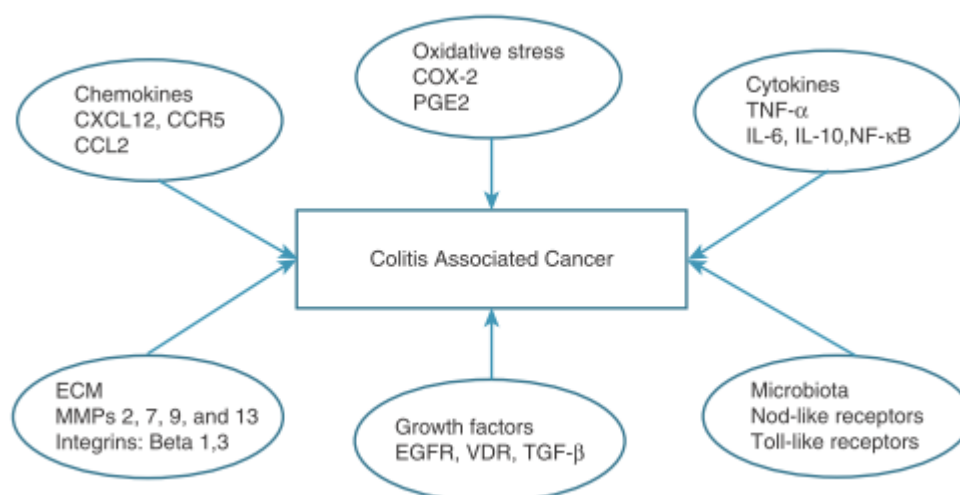 Chemokines
CXCL12, CCR5
CCL2
Oxidative stress
COX-2
PGE2
Cytokines
TNF-α
IL-6, IL-10,NF-κB
Colitis Associated Cancer
ECM
MMPs 2, 7, 9, and 13
Integrins: Beta 1,3
Growth factors
EGFR, VDR, TGF-β
Microbiota
Nod-like receptors
Toll-like receptors